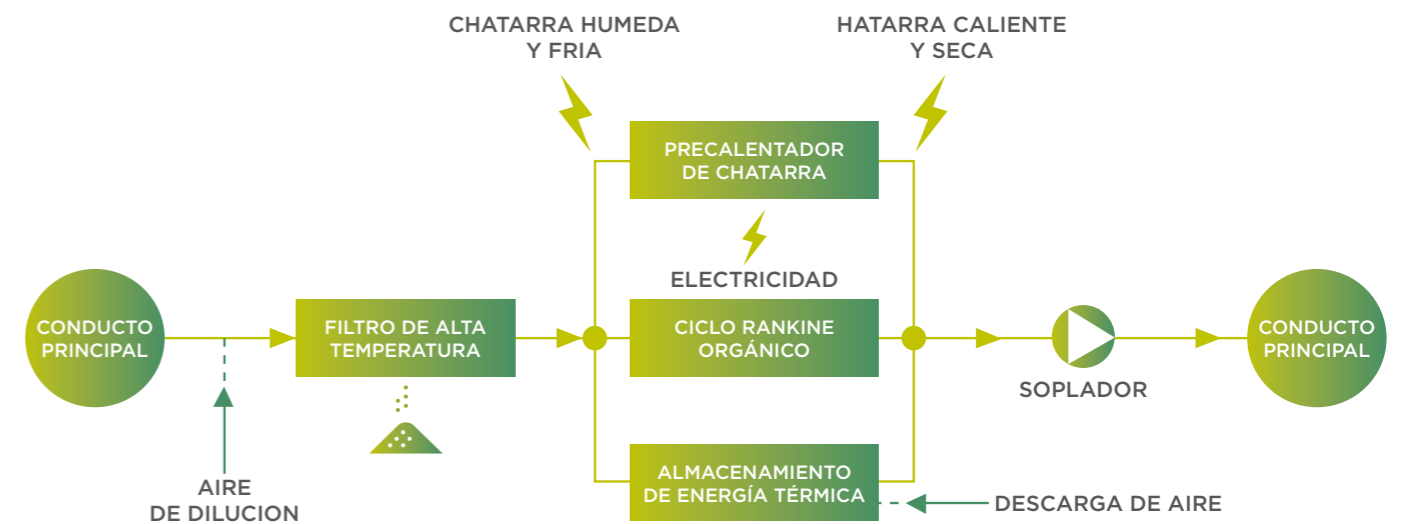 CHATARRA HUMEDA
Y FRIA
HATARRA CALIENTE
Y SECA
PRECALENTADOR
DE CHATARRA
ELECTRICIDAD
CONDUCTO
PRINCIPAL
FILTRO DE ALTA
TEMPERATURA
CICLO RANKINE
ORGÁNICO
SOPLADOR
CONDUCTO
PRINCIPAL
ALMACENAMIENTO
DE ENERGÍA TÉRMICA
AIRE
DE DILUCION
DESCARGA DE AIRE